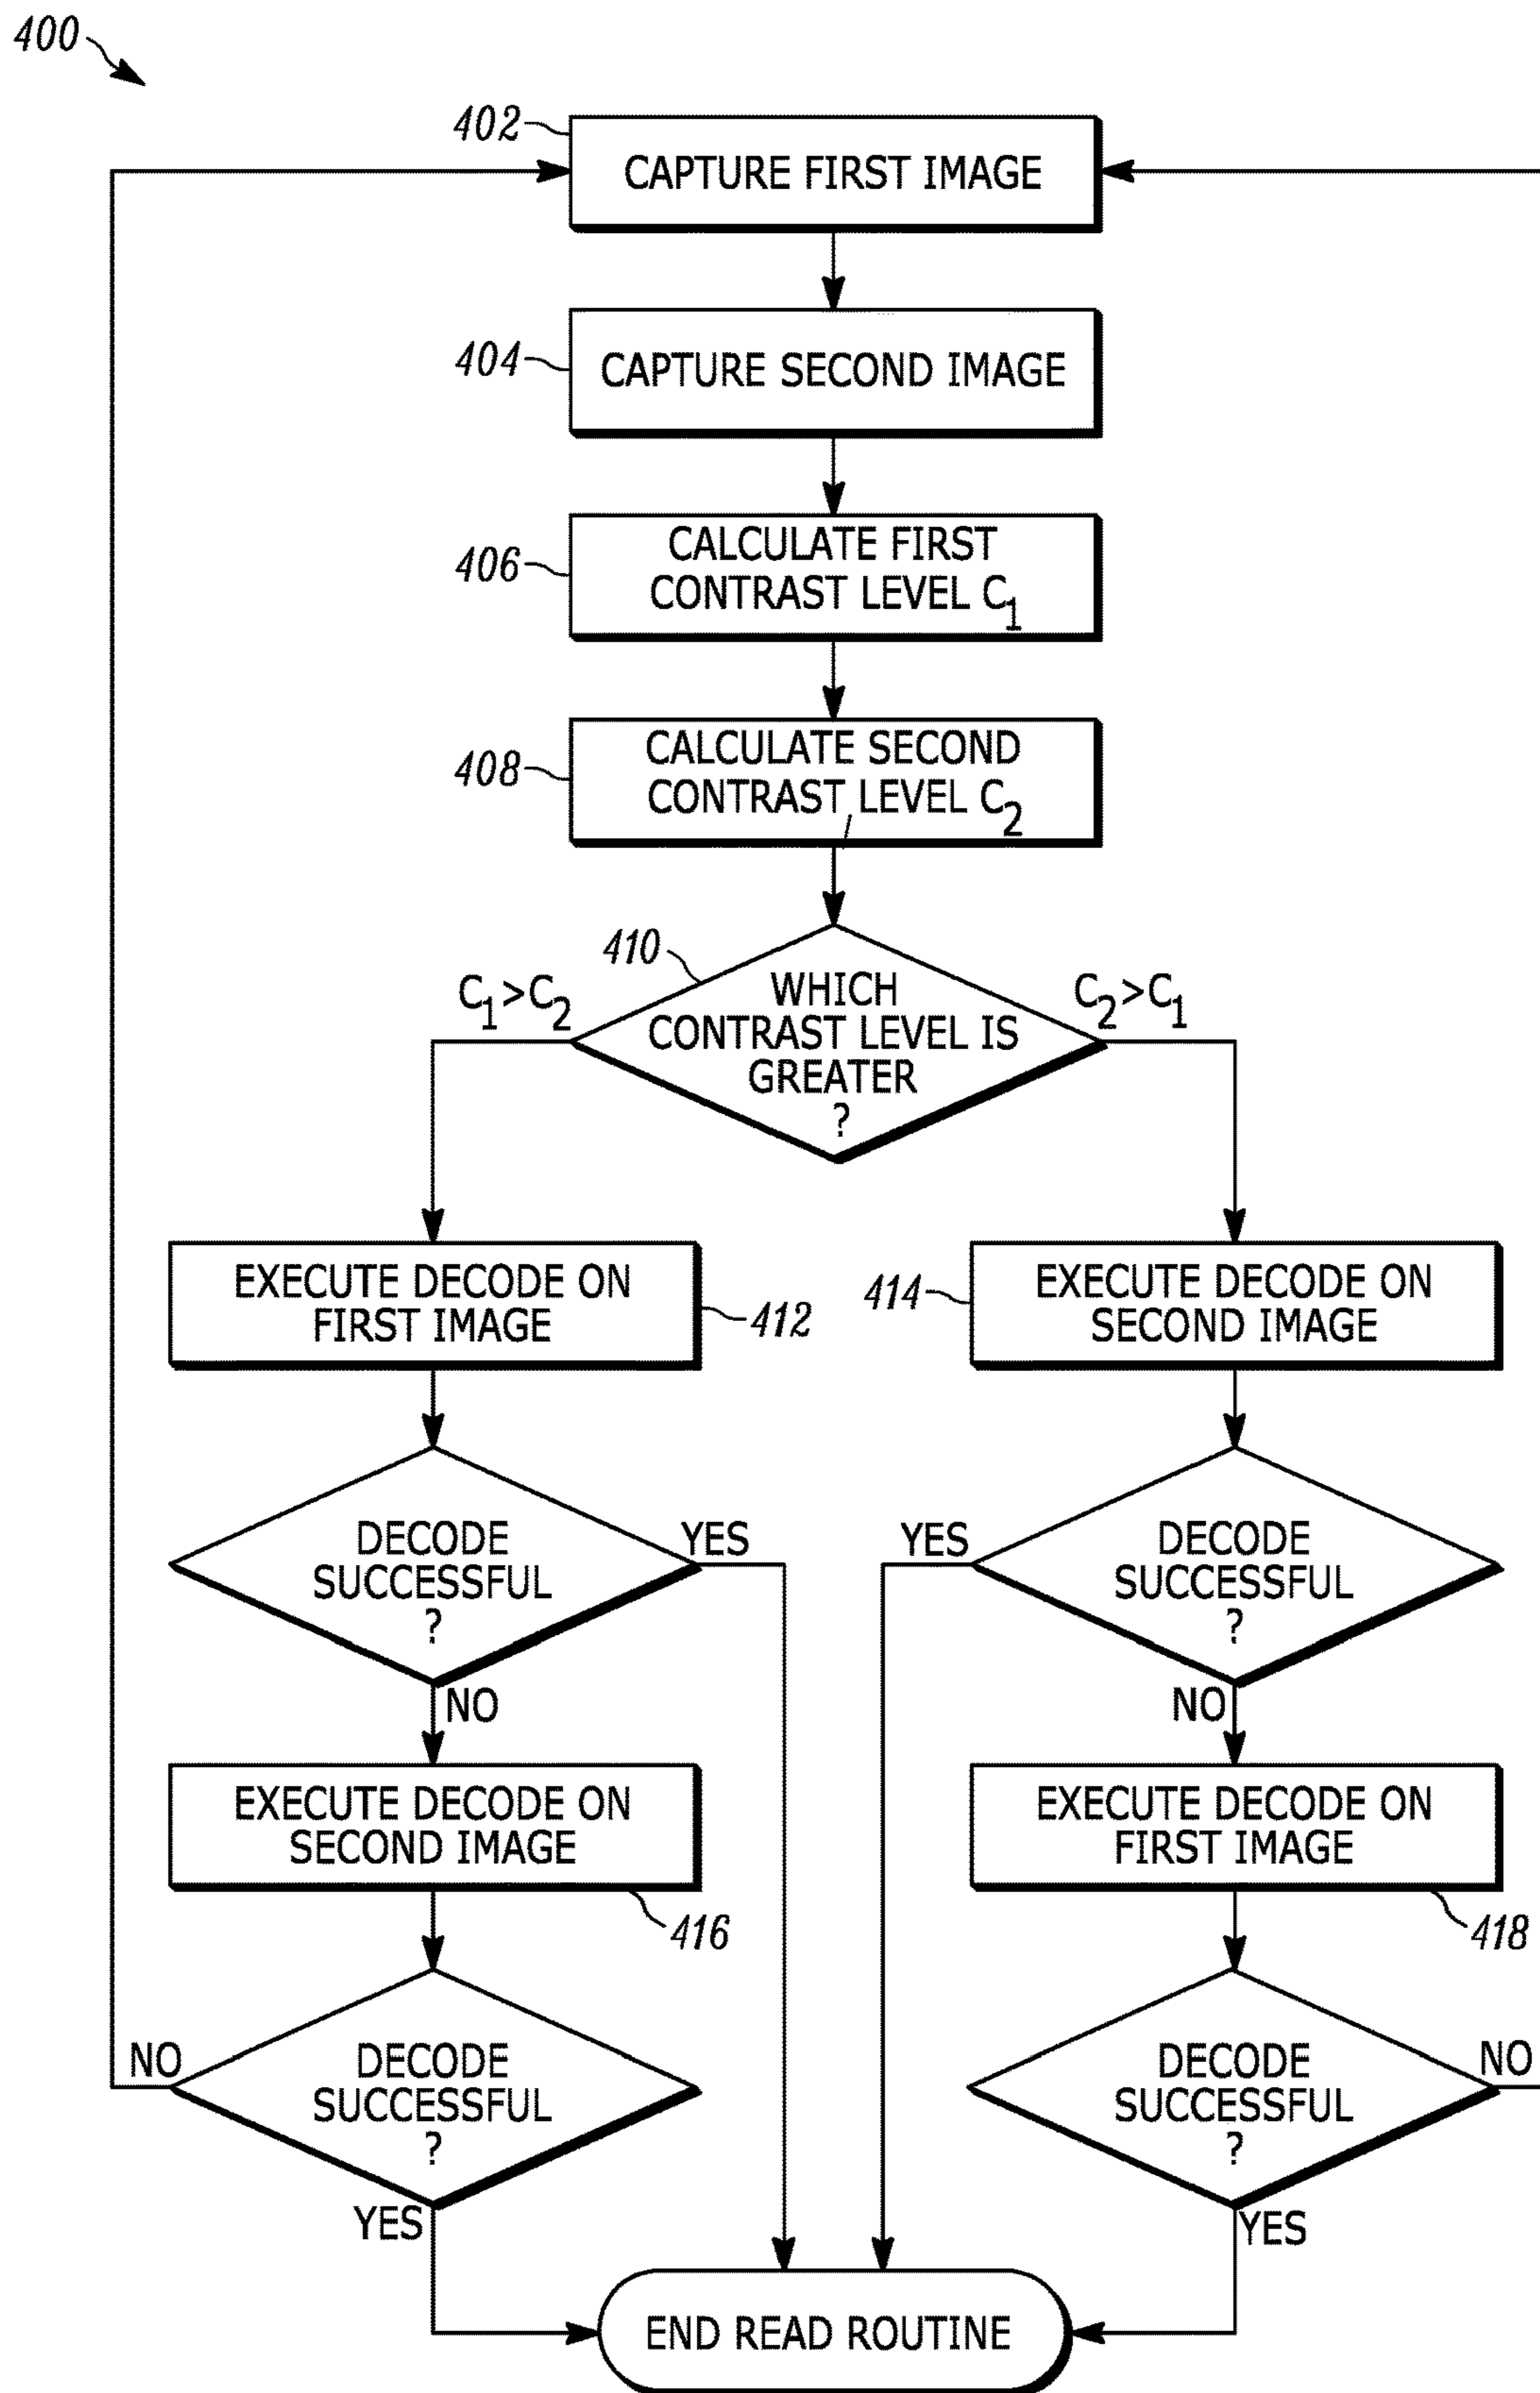 400
402
CAPTURE FIRST IMAGE
404
CAPTURE SECOND IMAGE
406
CALCULATE FIRST
CONTRAST LEVEL C1
408
CALCULATE SECOND
CONTRAST LEVEL C2
410
C1>C2
WHICH
CONTRAST LEVEL IS
GREATER
?
C2>C1
EXECUTE DECODE ON
FIRST IMAGE
412
414
EXECUTE DECODE ON
SECOND IMAGE
DECODE
SUCCESSFUL
?
YES
NO
YES
DECODE
SUCCESSFUL
?
NO
EXECUTE DECODE ON
SECOND IMAGE
416
EXECUTE DECODE ON
FIRST IMAGE
418
NO
DECODE
SUCCESSFUL
?
YES
DECODE
SUCCESSFUL
?
NO
YES
END READ ROUTINE